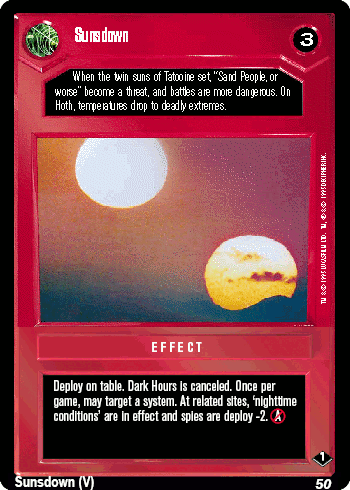 Sunsdown
3
When the twin suns of Tatooine set, "Sand People, or
worse" become a threat, and battles are more dangerous. On
Hoth, temperatures drop to deadly extremes.
EFFECT
Deploy on table. Dark Hours is canceled. Once per
game, may target a system. At related sites, 'nighttime
conditions' are in effect and spies are deploy -2.
1
Sunsdown (V)
50